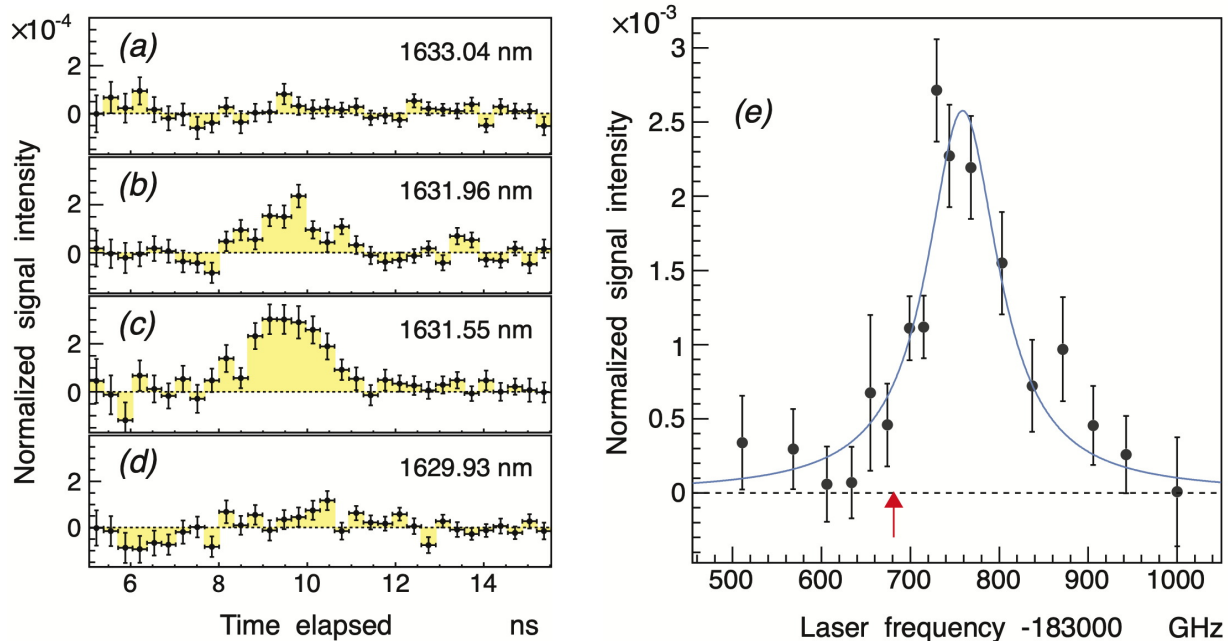 ×10⁻⁴
Normalized signal intensity
(a)
1633.04 nm
2
0
(b)
1631.96 nm
2
0
(c)
1631.55 nm
2
0
(d)
1629.93 nm
2
0
6 8 10 12 14
Time elapsed ns
×10⁻³
Normalized signal intensity
(e)
3
2.5
2
1.5
1
0.5
0
500 600 700 800 900 1000
Laser frequency -183000 GHz